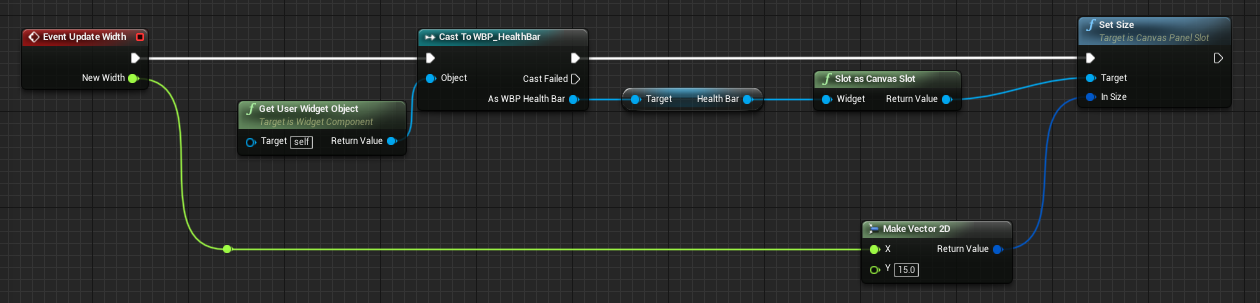 Event Update Width
New Width
Get User Widget Object
Target is Widget Component
Target self Return Value
Cast To WBP_HealthBar
Object Cast Failed
As WBP Health Bar
Target Health Bar
Slot as Canvas Slot
Widget Return Value
Set Size
Target is Canvas Panel Slot
Target
In Size
Make Vector 2D
X Return Value
Y 15.0